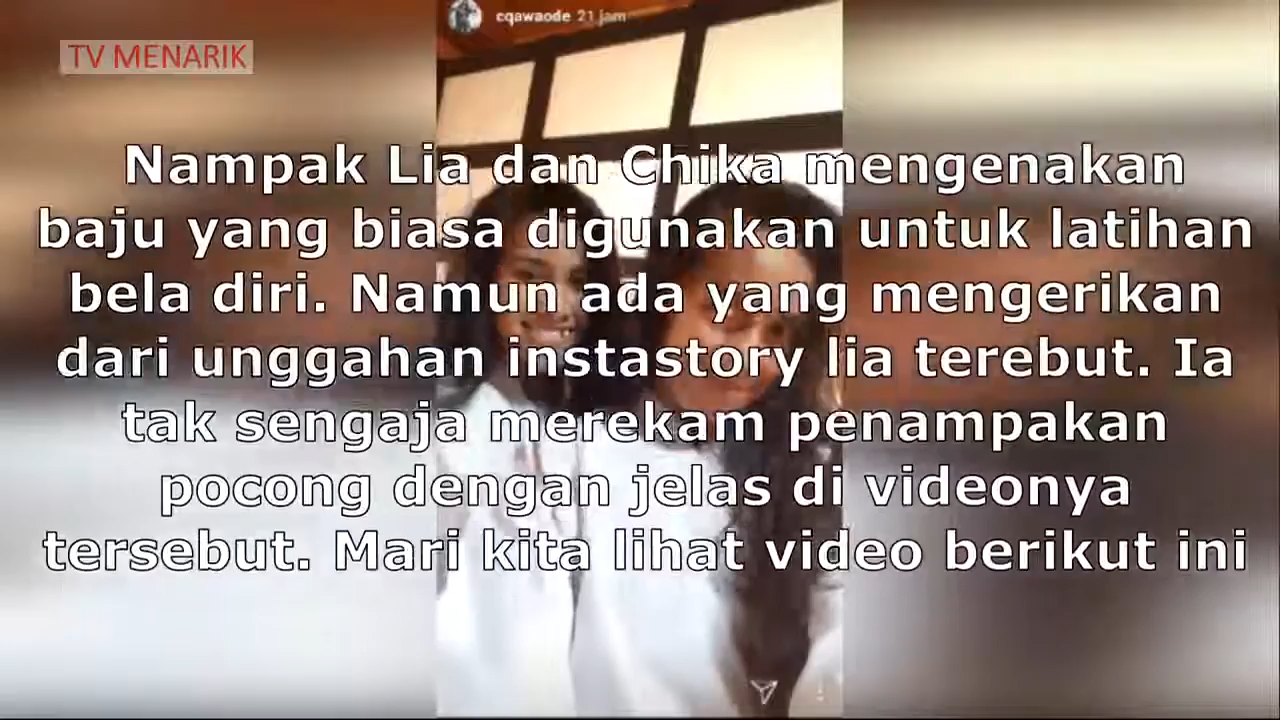 cqawaode 21 jam
TV MENARIK
Nampak Lia dan Chika mengenakan
baju yang biasa digunakan untuk latihan
bela diri. Namun ada yang mengerikan
dari unggahan instastory lia terebut. Ia
tak sengaja merekam penampakan
pocong dengan jelas di videonya
tersebut. Mari kita lihat video berikut ini